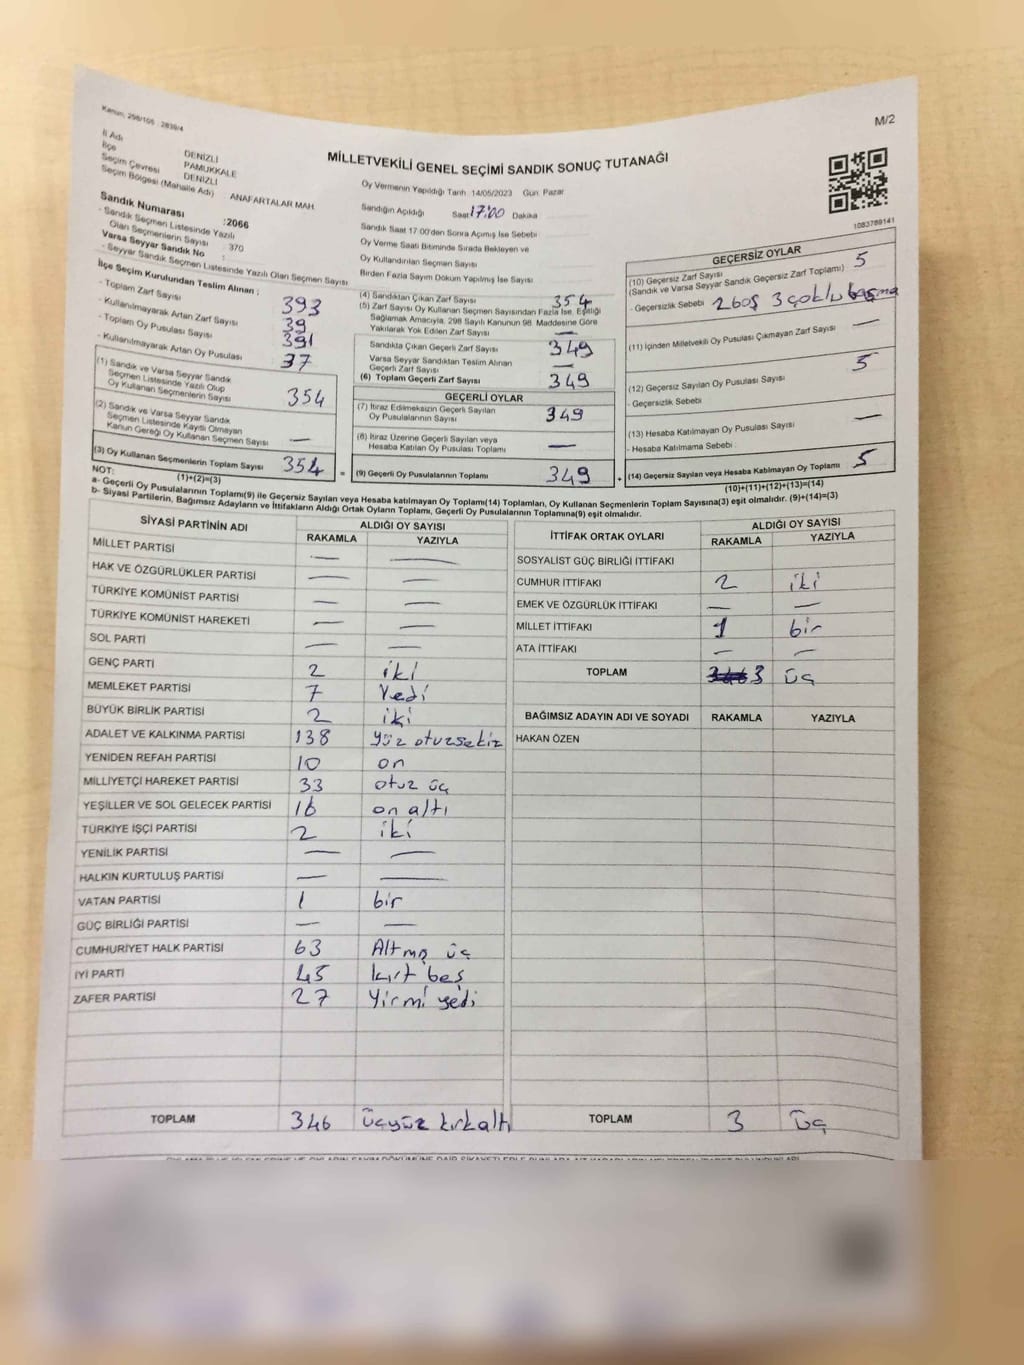 Kanun: 298/105 : 2839/4
M/2
MİLLETVEKİLİ GENEL SEÇİMİ SANDIK SONUÇ TUTANAĞI
İl Adı DENİZLİ
İlçe PAMUKKALE
Seçim Çevresi DENİZLİ
Seçim Bölgesi (Mahalle Adı) : ANAFARTALAR MAH.
Sandık Numarası :2066
- Sandık Seçmen Listesinde Yazılı
Olan Seçmenlerin Sayısı : 370
Varsa Seyyar Sandık No :
- Seyyar Sandık Seçmen Listesinde Yazılı Olan Seçmen Sayısı
İlçe Seçim Kurulundan Teslim Alınan ;
- Toplam Zarf Sayısı 393
- Kullanılmayarak Artan Zarf Sayısı 39
- Toplam Oy Pusulası Sayısı 391
- Kullanılmayarak Artan Oy Pusulası 37
(1) Sandık ve Varsa Seyyar Sandık
Seçmen Listesinde Yazılı Olup
Oy Kullanan Seçmenlerin Sayısı 354
(2) Sandık ve Varsa Seyyar Sandık
Seçmen Listesinde Kayıtlı Olmayan
Kanun Gereği Oy Kullanan Seçmen Sayısı —
(3) Oy Kullanan Seçmenlerin Toplam Sayısı 354
(1)+(2)=(3)
Oy Vermenin Yapıldığı Tarih 14/05/2023 Gün: Pazar
Sandığın Açıldığı Saat 17:00 Dakika
Sandık Saat 17:00'den Sonra Açılmış İse Sebebi
Oy Verme Saati Bitiminde Sırada Bekleyen ve
Oy Kullandırılan Seçmen Sayısı
Birden Fazla Sayım Döküm Yapılmış İse Sayısı
(4) Sandıktan Çıkan Zarf Sayısı 354
(5) Zarf Sayısı Oy Kullanan Seçmen Sayısından Fazla İse, Eşitliği
Sağlamak Amacıyla, 298 Sayılı Kanunun 98. Maddesine Göre
Yakılarak Yok Edilen Zarf Sayısı —
Sandıkta Çıkan Geçerli Zarf Sayısı 349
Varsa Seyyar Sandıktan Teslim Alınan
Geçerli Zarf Sayısı —
(6) Toplam Geçerli Zarf Sayısı 349
GEÇERLİ OYLAR
(7) İtiraz Edilmeksizin Geçerli Sayılan
Oy Pusulalarının Sayısı 349
(8) İtiraz Üzerine Geçerli Sayılan veya
Hesaba Katılan Oy Pusulası Toplamı —
= (9) Geçerli Oy Pusulalarının Toplamı 349
1083769141
GEÇERSİZ OYLAR
(10) Geçersiz Zarf Sayısı 5
(Sandık ve Varsa Seyyar Sandık Geçersiz Zarf Toplamı)
- Geçersizlik Sebebi 2 boş 3 çoklu basma
(11) İçinden Milletvekili Oy Pusulası Çıkmayan Zarf Sayısı —
(12) Geçersiz Sayılan Oy Pusulası Sayısı 5
- Geçersizlik Sebebi
(13) Hesaba Katılmayan Oy Pusulası Sayısı —
- Hesaba Katılmama Sebebi :
+ (14) Geçersiz Sayılan veya Hesaba Katılmayan Oy Toplamı 5
(10)+(11)+(12)+(13)=(14)
NOT:
a- Geçerli Oy Pusulalarının Toplamı(9) ile Geçersiz Sayılan veya Hesaba katılmayan Oy Toplamı(14) Toplamları, Oy Kullanan Seçmenlerin Toplam Sayısına(3) eşit olmalıdır. (9)+(14)=(3)
b- Siyasi Partilerin, Bağımsız Adayların ve İttifakların Aldığı Ortak Oyların Toplamı, Geçerli Oy Pusulalarının Toplamına(9) eşit olmalıdır.
SİYASİ PARTİNİN ADI ALDIĞI OY SAYISI
RAKAMLA YAZIYLA
MİLLET PARTİSİ — —
HAK VE ÖZGÜRLÜKLER PARTİSİ — —
TÜRKİYE KOMÜNİST PARTİSİ — —
TÜRKİYE KOMÜNİST HAREKETİ — —
SOL PARTİ — —
GENÇ PARTİ 2 iki
MEMLEKET PARTİSİ 7 Yedi
BÜYÜK BİRLİK PARTİSİ 2 iki
ADALET VE KALKINMA PARTİSİ 138 yüz otuzsekiz
YENİDEN REFAH PARTİSİ 10 on
MİLLİYETÇİ HAREKET PARTİSİ 33 otuz üç
YEŞİLLER VE SOL GELECEK PARTİSİ 16 on altı
TÜRKİYE İŞÇİ PARTİSİ 2 iki
YENİLİK PARTİSİ — —
HALKIN KURTULUŞ PARTİSİ — —
VATAN PARTİSİ 1 bir
GÜÇ BİRLİĞİ PARTİSİ — —
CUMHURİYET HALK PARTİSİ 63 Altmış üç
İYİ PARTİ 45 kırk beş
ZAFER PARTİSİ 27 Yirmi yedi
TOPLAM 346 üçyüz kırkaltı
İTTİFAK ORTAK OYLARI ALDIĞI OY SAYISI
RAKAMLA YAZIYLA
SOSYALİST GÜÇ BİRLİĞİ İTTİFAKI
CUMHUR İTTİFAKI 2 iki
EMEK VE ÖZGÜRLÜK İTTİFAKI — —
MİLLET İTTİFAKI 1 bir
ATA İTTİFAKI — —
TOPLAM 3 üç
BAĞIMSIZ ADAYIN ADI VE SOYADI RAKAMLA YAZIYLA
HAKAN ÖZEN
TOPLAM 3 üç